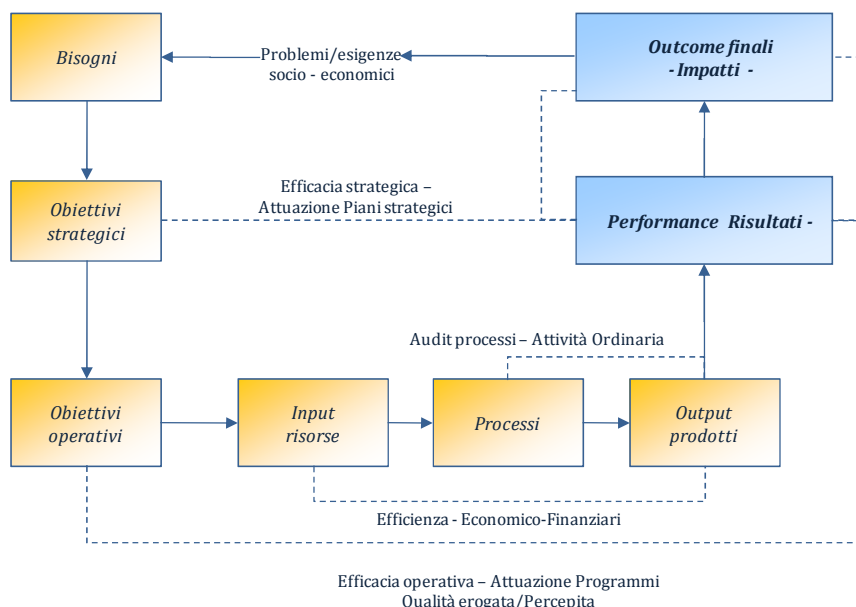 Bisogni
Problemi/esigenze
socio - economici
Outcome finali
- Impatti -
Efficacia strategica –
Attuazione Piani strategici
Obiettivi
strategici
Performance Risultati -
Audit processi – Attività Ordinaria
Obiettivi
operativi
Input
risorse
Processi
Output
prodotti
Efficienza - Economico-Finanziari
Efficacia operativa – Attuazione Programmi
Qualità erogata/Percepita